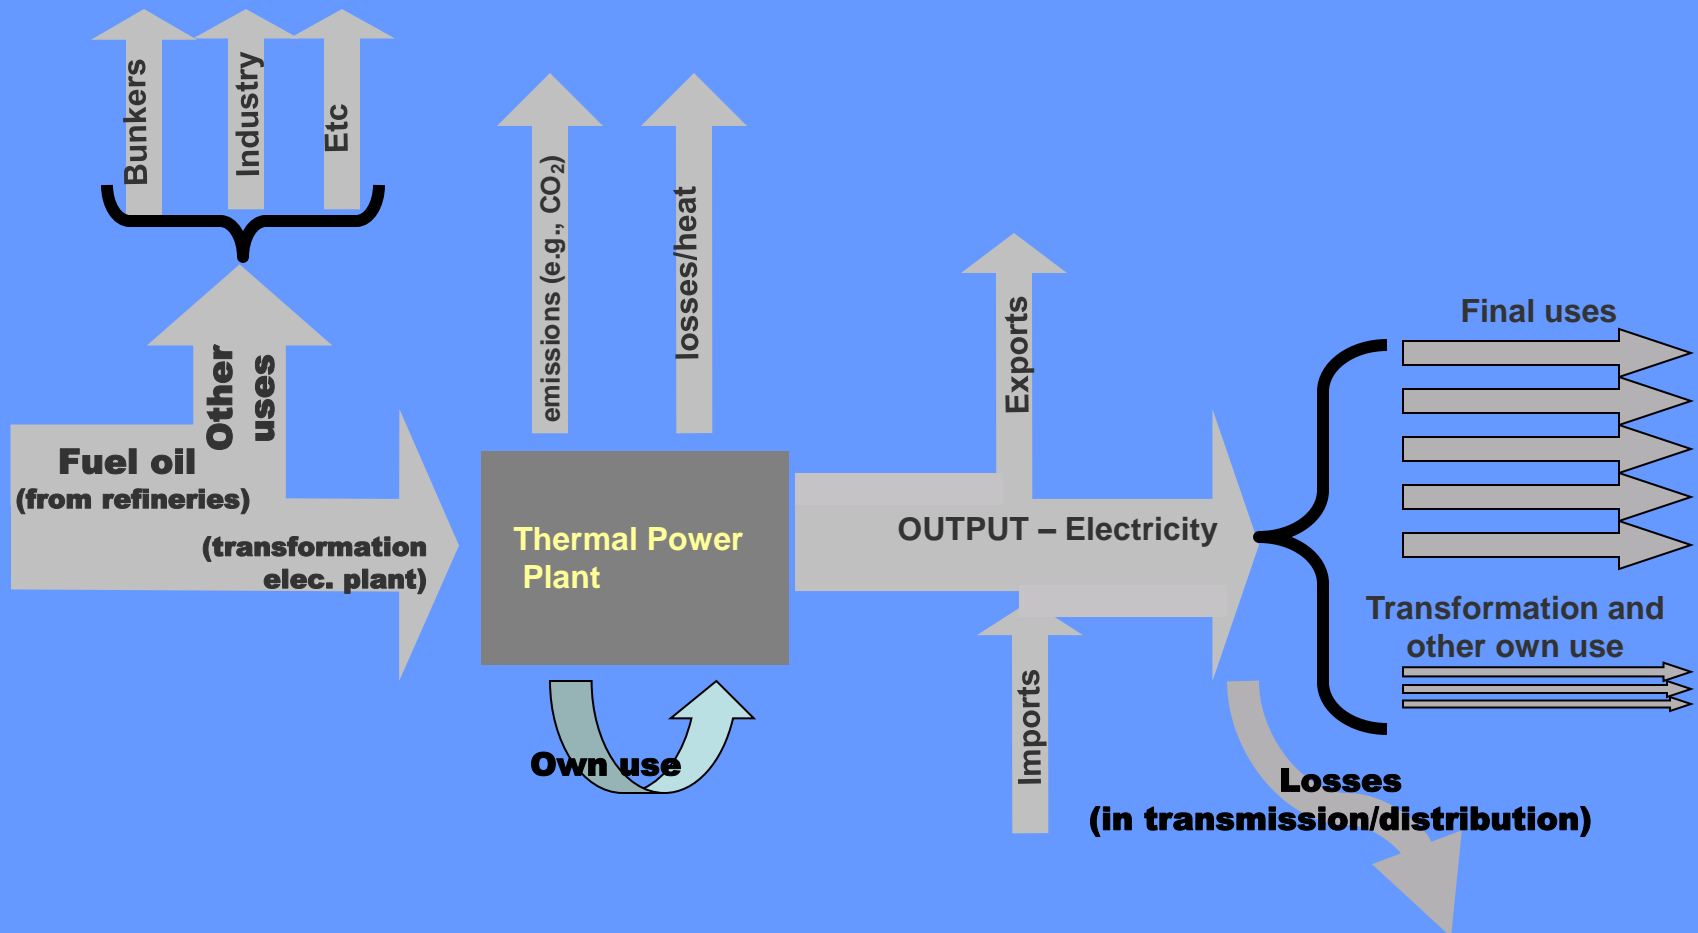 Bunkers
Industry
Etc
emissions (e.g., CO₂)
losses/heat
Other
uses
Fuel oil
(from refineries)
(transformation
elec. plant)
Thermal Power
Plant
Own use
Exports
OUTPUT – Electricity
Imports
Final uses
Transformation and
other own use
Losses
(in transmission/distribution)